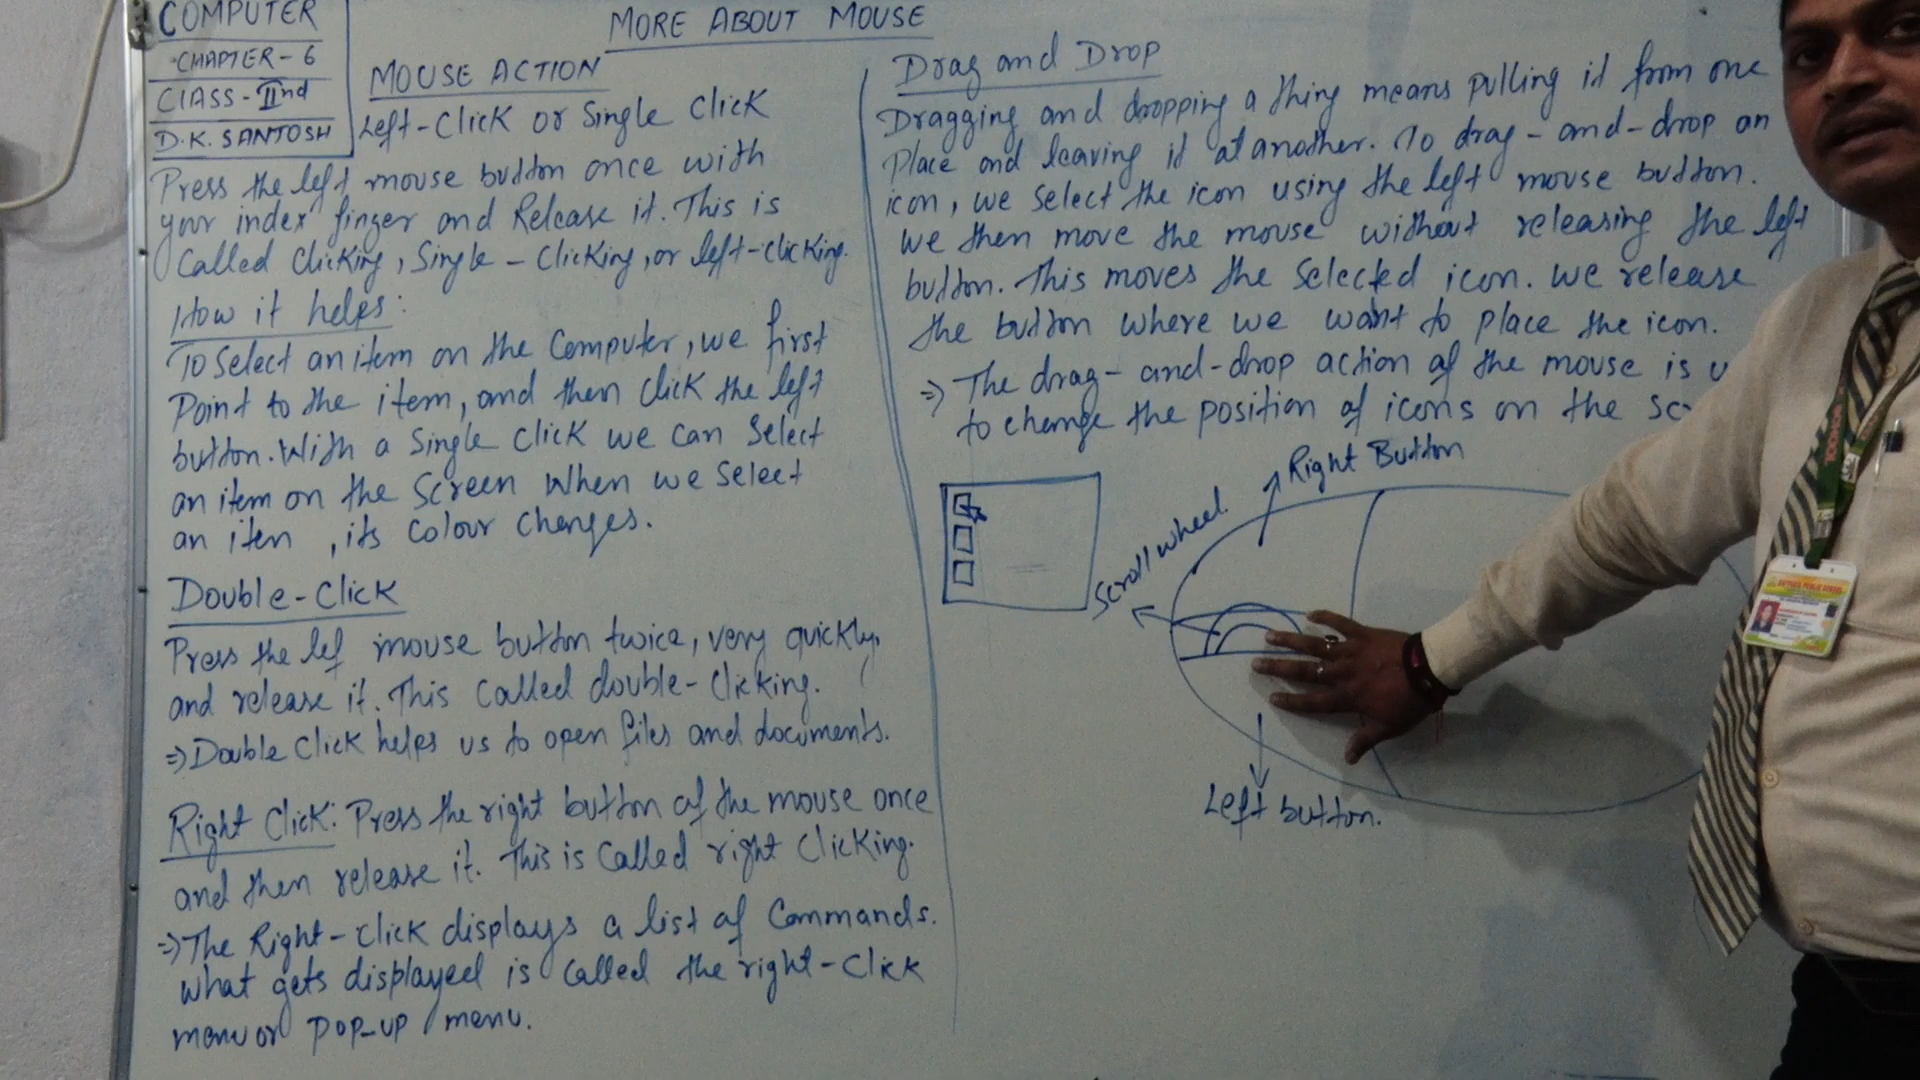 COMPUTER
CHAPTER-6
CLASS-IInd
D.K. SANTOSH
MORE ABOUT MOUSE
MOUSE ACTION
Left-Click or Single Click
Press the left mouse button once with
your index finger and Release it. This is
Called Clicking, Single-Clicking, or left-clicking.
How it helps:
To Select an item on the Computer, we first
Point to the item, and then Click the left
button. With a Single Click we can Select
an item on the Screen When we Select
an iten , its Colour Changes.
Double-Click
Press the lef mouse button twice, very quickly,
and release it. This Called double-Clicking.
=> Double Click helps us to open files and documents.
Right Click: Press the right button of the mouse once
and then release it. This is Called right Clicking.
=> The Right-Click displays a list of Commands.
what gets displayed is Called the right-Click
menu or Pop-up menu.
Drag and Drop
Dragging and dropping a thing means pulling it from one
Place and leaving it at another. To drag-and-drop an
icon, we select the icon using the left mouse button.
We then move the mouse without releasing the left
button. This moves the Selected icon. we release
the button where we want to place the icon.
=> The drag-and-drop action of the mouse is
to change the position of icons on the
Right Button
Scroll wheel
Left button.